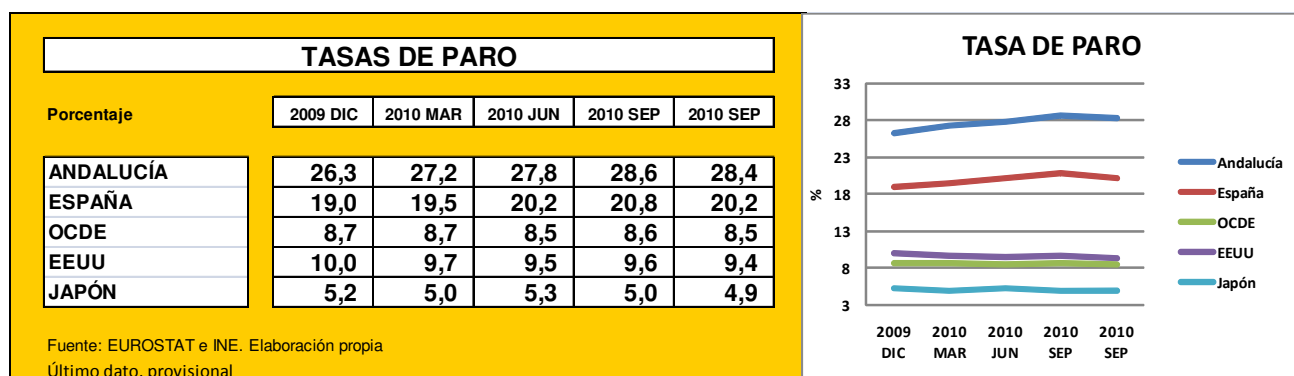 TASAS DE PARO
Porcentaje 2009 DIC 2010 MAR 2010 JUN 2010 SEP 2010 SEP
ANDALUCÍA 26,3 27,2 27,8 28,6 28,4
ESPAÑA 19,0 19,5 20,2 20,8 20,2
OCDE 8,7 8,7 8,5 8,6 8,5
EEUU 10,0 9,7 9,5 9,6 9,4
JAPÓN 5,2 5,0 5,3 5,0 4,9
Fuente: EUROSTAT e INE. Elaboración propia
Último dato, provisional
TASA DE PARO
33
28
23
18
13
8
3
%
2009 2010 2010 2010 2010
DIC MAR JUN SEP SEP
Andalucía
España
OCDE
EEUU
Japón